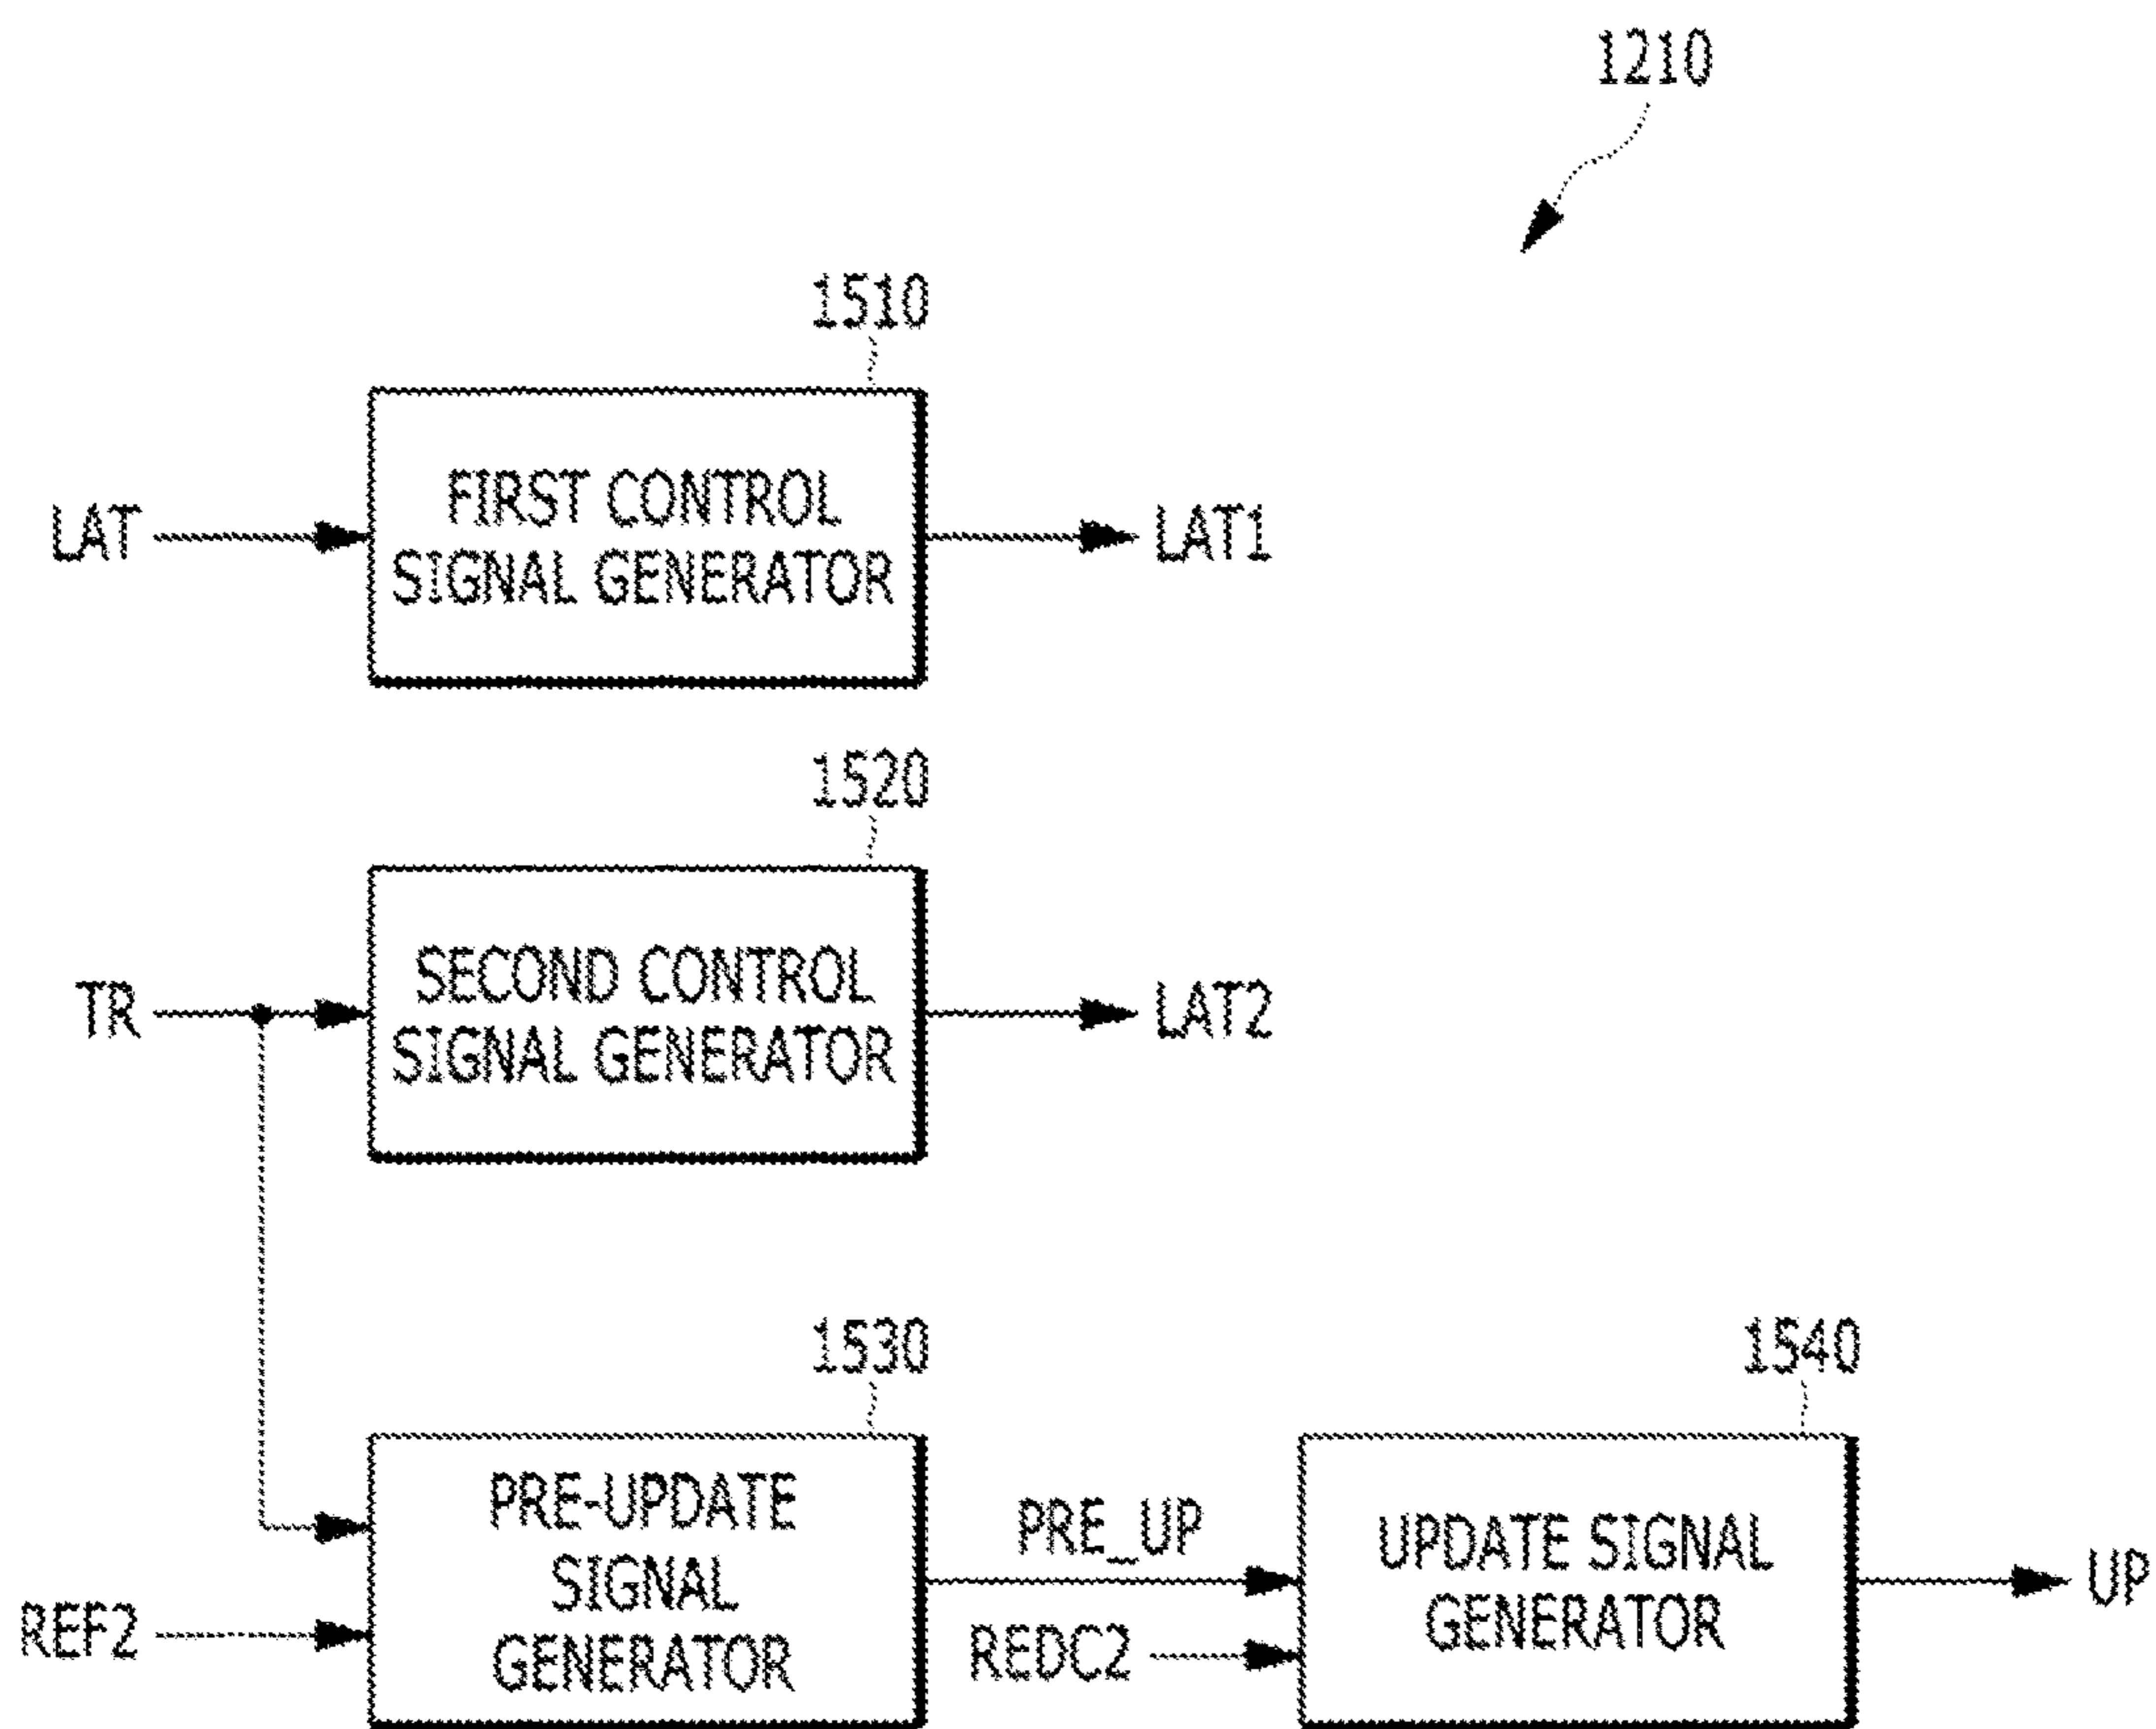 1210
1510
FIRST CONTROL
SIGNAL GENERATOR
LAT
LAT1
1520
SECOND CONTROL
SIGNAL GENERATOR
TR
LAT2
1530
PRE-UPDATE
SIGNAL
GENERATOR
REF2
PRE_UP
REDC2
1540
UPDATE SIGNAL
GENERATOR
UP